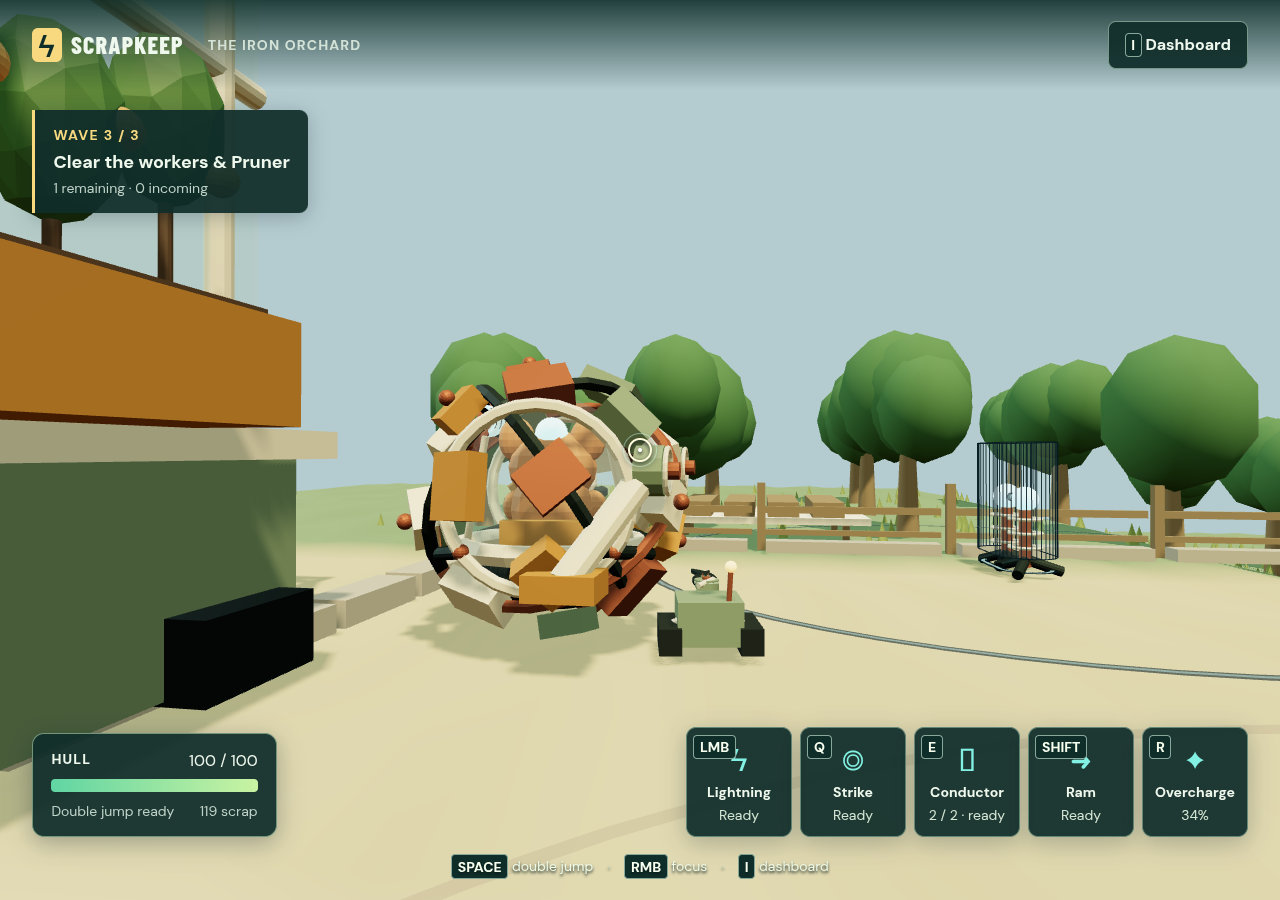 SCRAPKEEP THE IRON ORCHARD
I Dashboard
WAVE 3 / 3
Clear the workers & Pruner
1 remaining · 0 incoming
HULL 100 / 100
Double jump ready 119 scrap
LMB
Lightning
Ready
Q
Strike
Ready
E
Conductor
2 / 2 · ready
SHIFT
Ram
Ready
R
Overcharge
34%
SPACE double jump · RMB focus · I dashboard